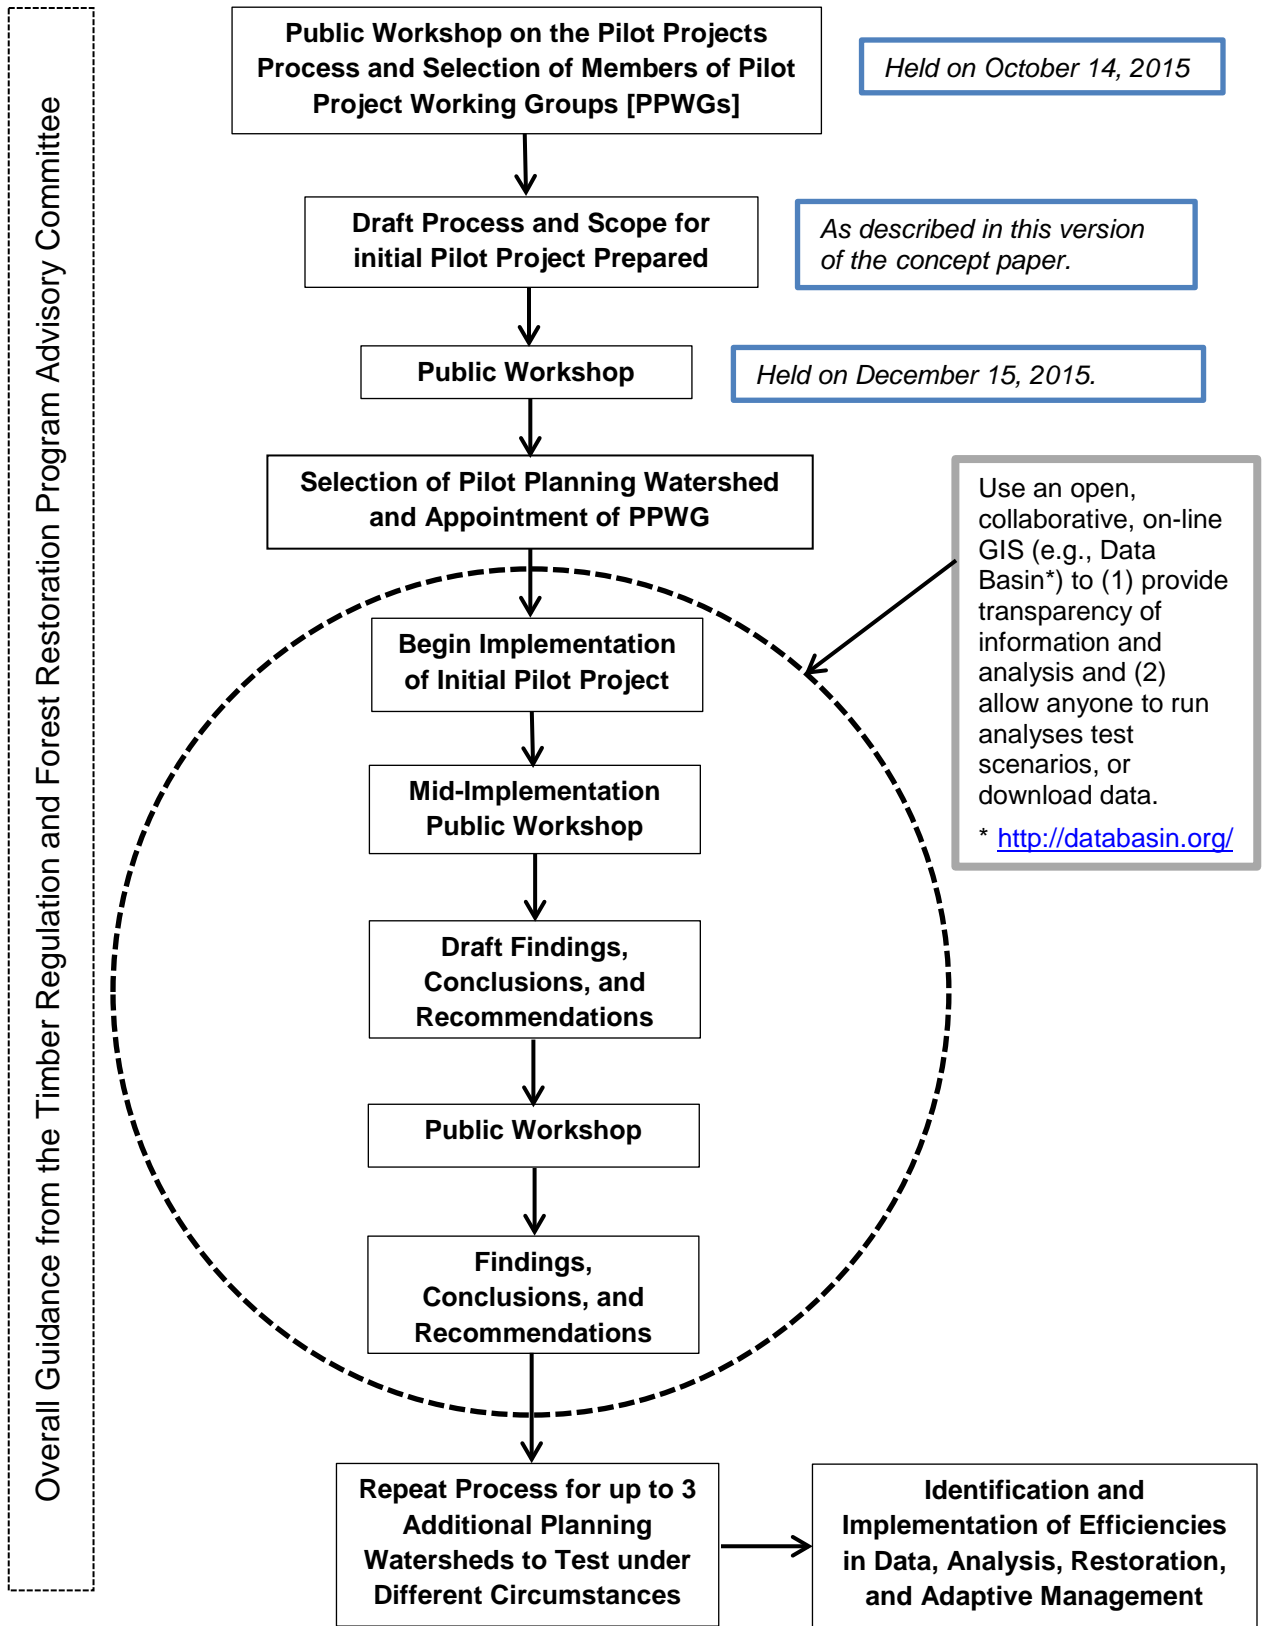 Overall Guidance from the Timber Regulation and Forest Restoration Program Advisory Committee
Public Workshop on the Pilot Projects
Process and Selection of Members of Pilot
Project Working Groups [PPWGs]
Held on October 14, 2015
Draft Process and Scope for
initial Pilot Project Prepared
As described in this version
of the concept paper.
Public Workshop
Held on December 15, 2015.
Selection of Pilot Planning Watershed
and Appointment of PPWG
Use an open,
collaborative, on-line
GIS (e.g., Data
Basin*) to (1) provide
transparency of
information and
analysis and (2)
allow anyone to run
analyses test
scenarios, or
download data.
* http://databasin.org/
Begin Implementation
of Initial Pilot Project
Mid-Implementation
Public Workshop
Draft Findings,
Conclusions, and
Recommendations
Public Workshop
Findings,
Conclusions, and
Recommendations
Repeat Process for up to 3
Additional Planning
Watersheds to Test under
Different Circumstances
Identification and
Implementation of Efficiencies
in Data, Analysis, Restoration,
and Adaptive Management